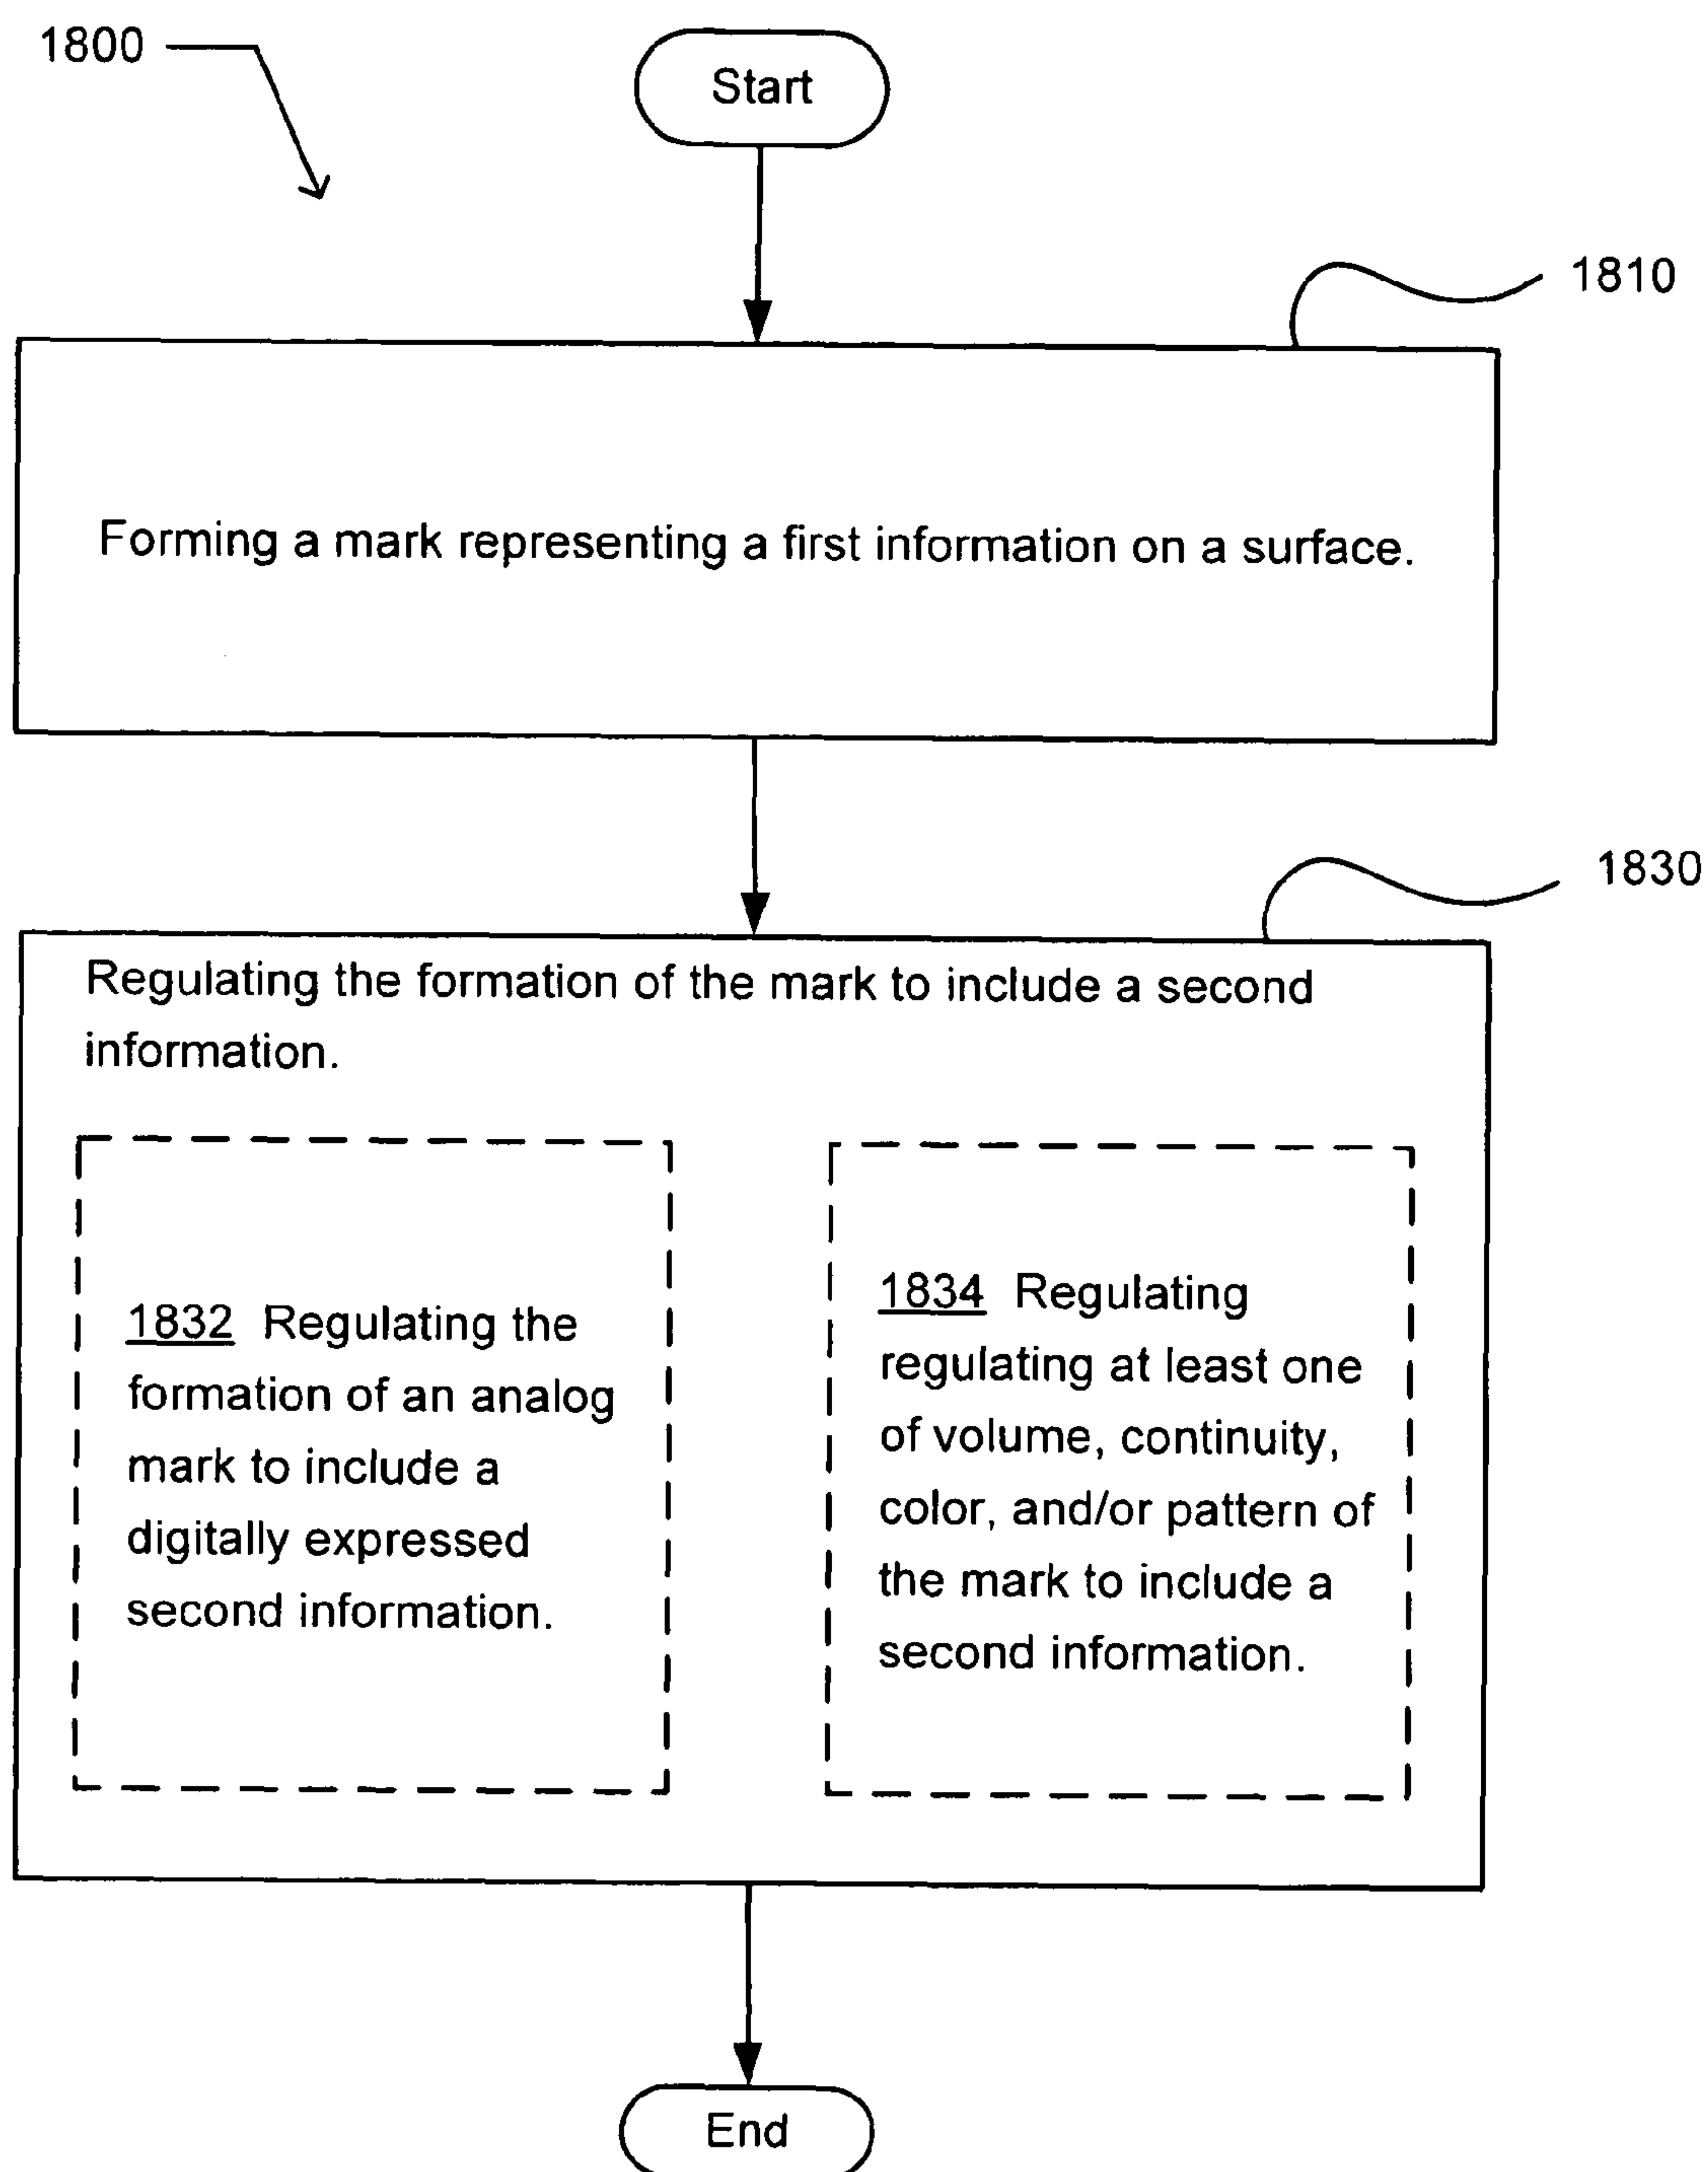 1800
Start
1810
Forming a mark representing a first information on a surface.
1830
Regulating the formation of the mark to include a second
information.
1832 Regulating the
formation of an analog
mark to include a
digitally expressed
second information.
1834 Regulating
regulating at least one
of volume, continuity,
color, and/or pattern of
the mark to include a
second information.
End